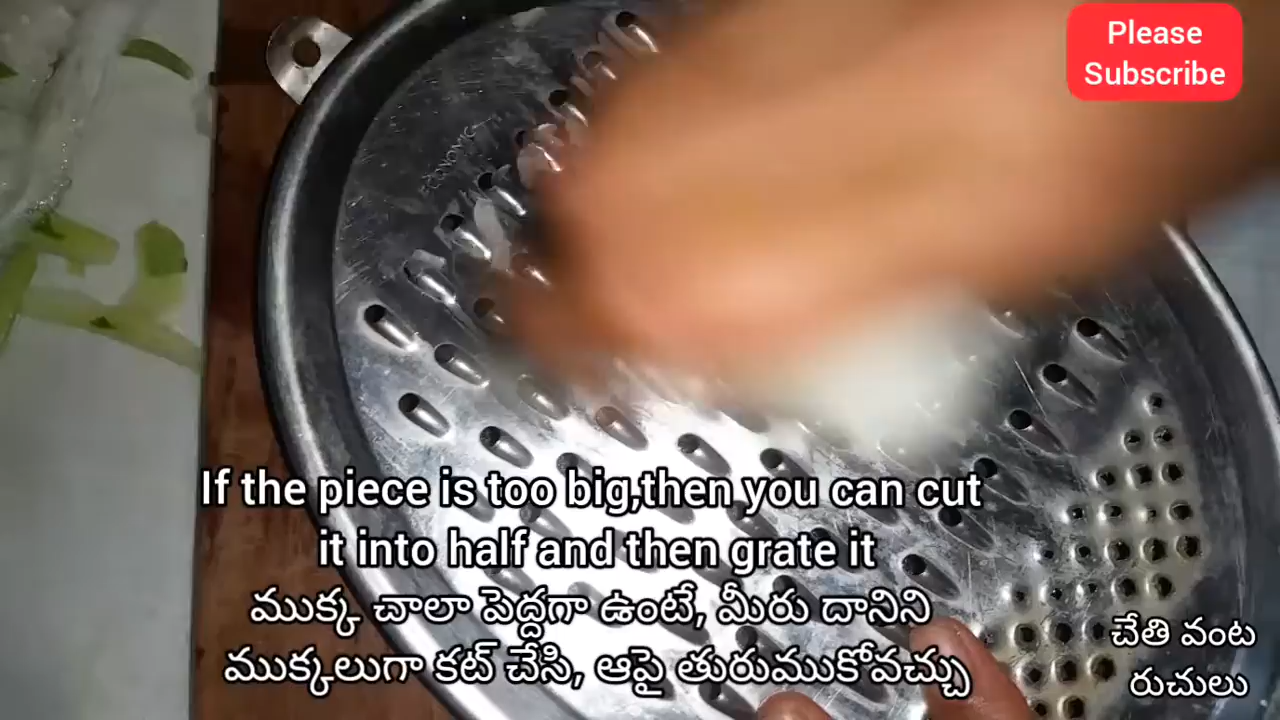 Please
Subscribe
ECONOMIC
If the piece is too big,then you can cut
it into half and then grate it
ముక్క చాలా పెద్దగా ఉంటే, మీరు దానిని
ముక్కలుగా కట్ చేసి, ఆపై తురుముకోవచ్చు
చేతి వంట
రుచులు